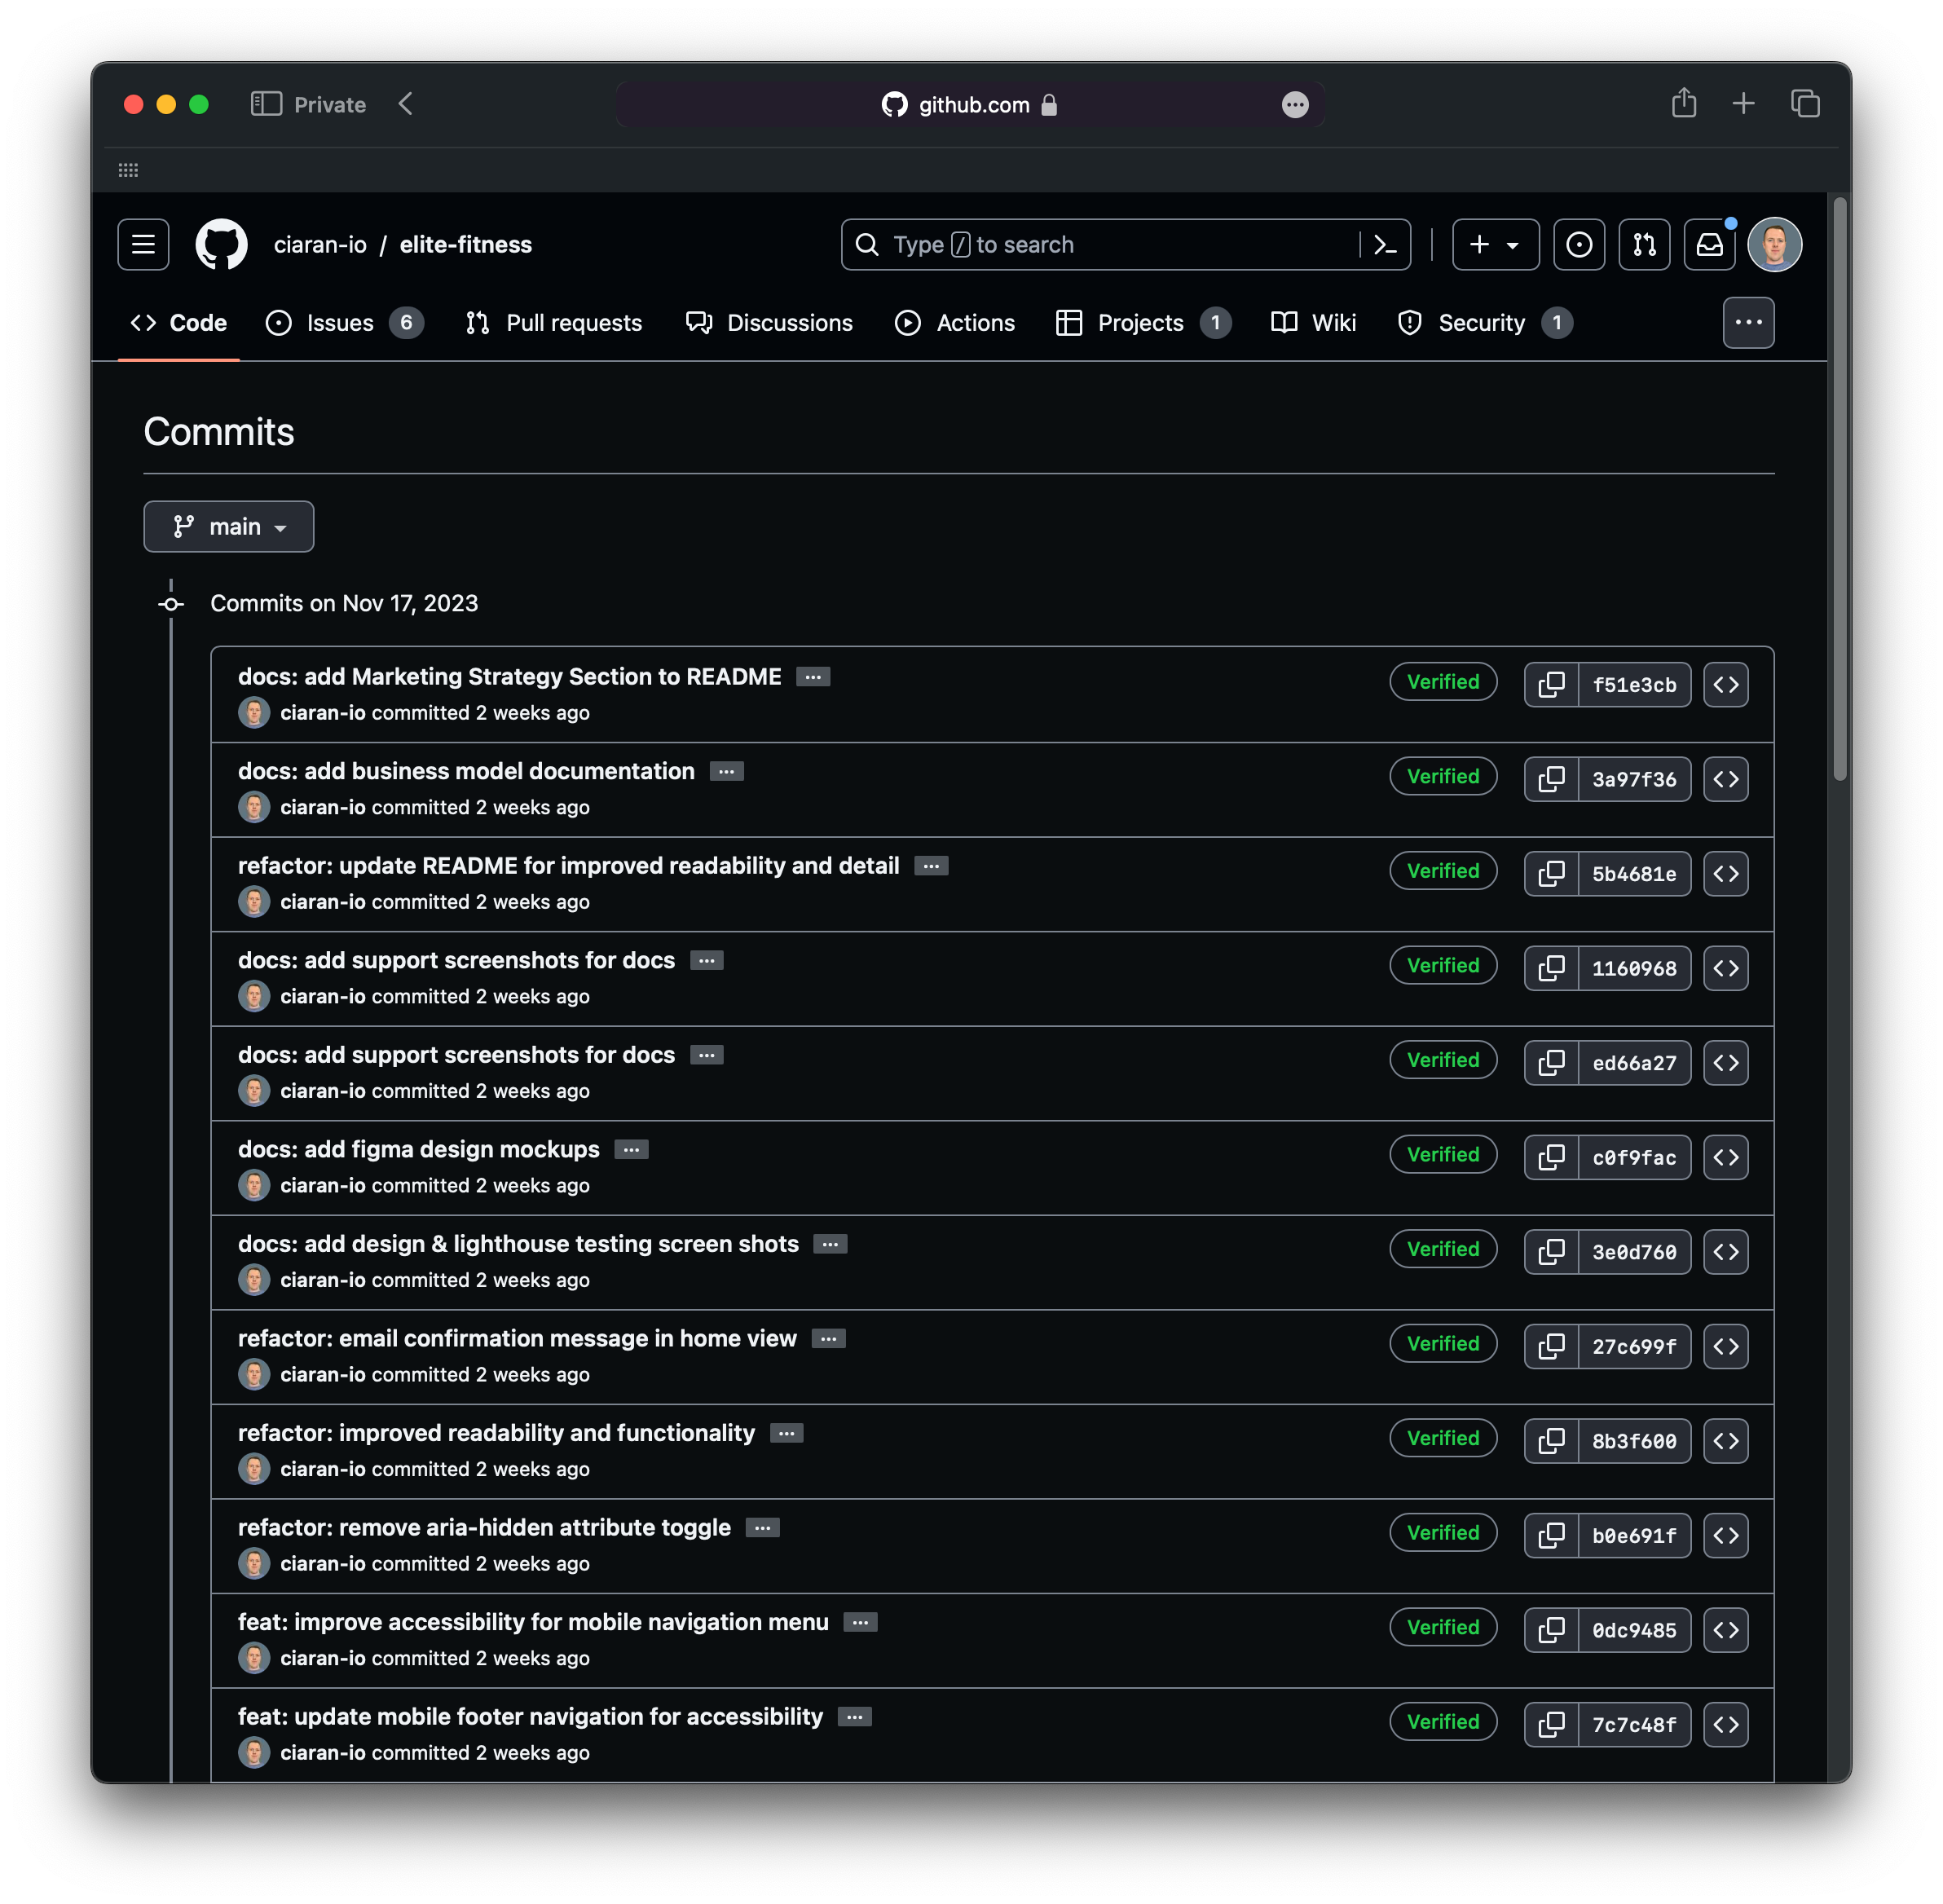 Private
github.com
ciaran-io / elite-fitness
Type / to search
Code
Issues 6
Pull requests
Discussions
Actions
Projects 1
Wiki
Security 1
Commits
main
Commits on Nov 17, 2023
docs: add Marketing Strategy Section to README
ciaran-io committed 2 weeks ago
Verified
f51e3cb
docs: add business model documentation
ciaran-io committed 2 weeks ago
Verified
3a97f36
refactor: update README for improved readability and detail
ciaran-io committed 2 weeks ago
Verified
5b4681e
docs: add support screenshots for docs
ciaran-io committed 2 weeks ago
Verified
1160968
docs: add support screenshots for docs
ciaran-io committed 2 weeks ago
Verified
ed66a27
docs: add figma design mockups
ciaran-io committed 2 weeks ago
Verified
c0f9fac
docs: add design & lighthouse testing screen shots
ciaran-io committed 2 weeks ago
Verified
3e0d760
refactor: email confirmation message in home view
ciaran-io committed 2 weeks ago
Verified
27c699f
refactor: improved readability and functionality
ciaran-io committed 2 weeks ago
Verified
8b3f600
refactor: remove aria-hidden attribute toggle
ciaran-io committed 2 weeks ago
Verified
b0e691f
feat: improve accessibility for mobile navigation menu
ciaran-io committed 2 weeks ago
Verified
0dc9485
feat: update mobile footer navigation for accessibility
ciaran-io committed 2 weeks ago
Verified
7c7c48f